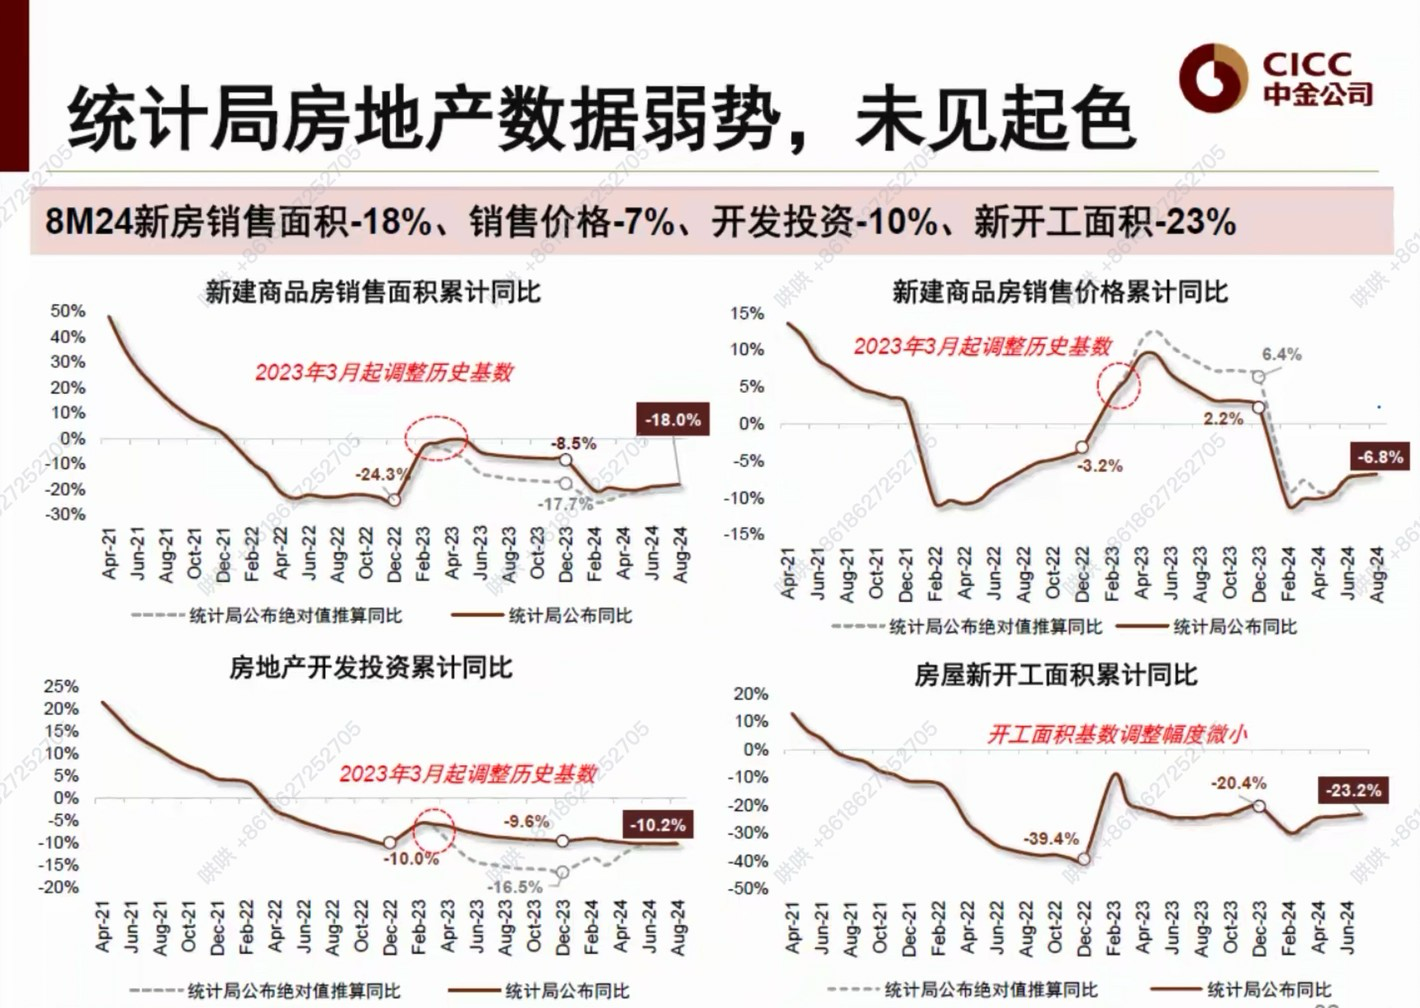 CICC
中金公司
统计局房地产数据弱势，未见起色
8M24新房销售面积-18%、销售价格-7%、开发投资-10%、新开工面积-23%
新建商品房销售面积累计同比
50%
40%
30%
20%
10%
0%
-10%
-20%
-30%
2023年3月起调整历史基数
-24.3%
-8.5%
-17.7%
-18.0%
Apr-21 Jun-21 Aug-21 Oct-21 Dec-21 Feb-22 Apr-22 Jun-22 Aug-22 Oct-22 Dec-22 Feb-23 Apr-23 Jun-23 Aug-23 Oct-23 Dec-23 Feb-24 Apr-24 Jun-24 Aug-24
统计局公布绝对值推算同比 统计局公布同比
新建商品房销售价格累计同比
15%
10%
5%
0%
-5%
-10%
-15%
2023年3月起调整历史基数
6.4%
2.2%
-3.2%
-6.8%
Apr-21 Jun-21 Aug-21 Oct-21 Dec-21 Feb-22 Apr-22 Jun-22 Aug-22 Oct-22 Dec-22 Feb-23 Apr-23 Jun-23 Aug-23 Oct-23 Dec-23 Feb-24 Apr-24 Jun-24 Aug-24
统计局公布绝对值推算同比 统计局公布同比
房地产开发投资累计同比
25%
20%
15%
10%
5%
0%
-5%
-10%
-15%
-20%
2023年3月起调整历史基数
-10.0%
-9.6%
-16.5%
-10.2%
Apr-21 Jun-21 Aug-21 Oct-21 Dec-21 Feb-22 Apr-22 Jun-22 Aug-22 Oct-22 Dec-22 Feb-23 Apr-23 Jun-23 Aug-23 Oct-23 Dec-23 Feb-24 Apr-24 Jun-24 Aug-24
统计局公布绝对值推算同比 统计局公布同比
房屋新开工面积累计同比
20%
10%
0%
-10%
-20%
-30%
-40%
-50%
开工面积基数调整幅度微小
-39.4%
-20.4%
-23.2%
Apr-21 Jun-21 Aug-21 Oct-21 Dec-21 Feb-22 Apr-22 Jun-22 Aug-22 Oct-22 Dec-22 Feb-23 Apr-23 Jun-23 Aug-23 Oct-23 Dec-23 Feb-24 Apr-24 Jun-24
统计局公布绝对值推算同比 统计局公布同比
哄哄 +8618627252705